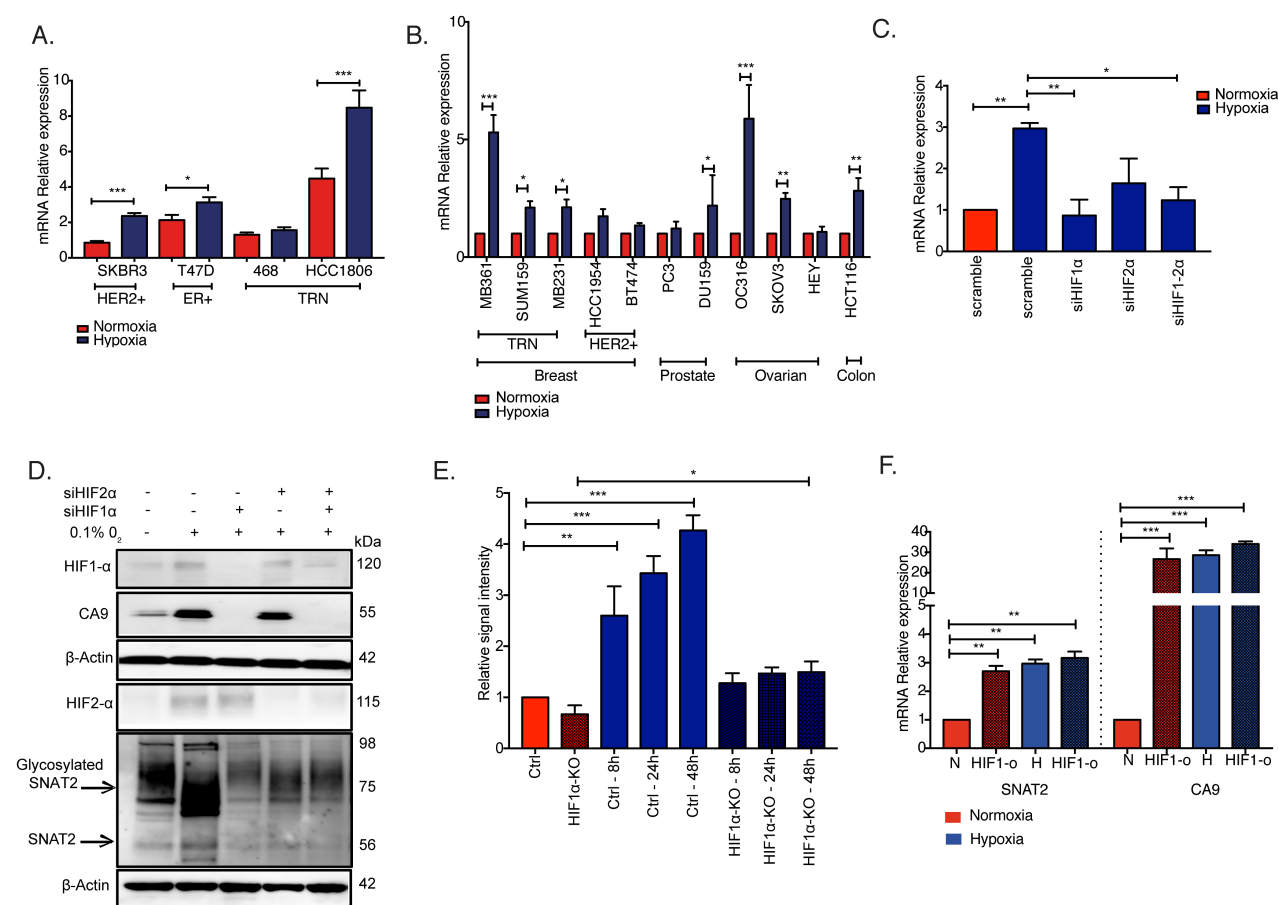 A.
mRNA Relative expression
10
8
6
4
2
0
***
*
***
SKBR3 T47D 468 HCC1806
HER2+ ER+ TRN
Normoxia
Hypoxia
B.
mRNA Relative expression
10
5
0
***
*
*
*
***
**
**
MB361 SUM159 MB231 HCC1954 BT474 PC3 DU159 OC316 SKOV3 HEY HCT116
TRN HER2+
Breast Prostate Ovarian Colon
Normoxia
Hypoxia
C.
mRNA Relative expression
4
3
2
1
0
*
**
**
Normoxia
Hypoxia
scramble scramble siHIF1α siHIF2α siHIF1-2α
D.
siHIF2α - - - + +
siHIF1α - - + - +
0.1% 0₂ - + + + +
kDa
HIF1-α 120
CA9 55
β-Actin 42
HIF2-α 115
98
Glycosylated
SNAT2 75
SNAT2 56
β-Actin 42
E.
Relative signal intensity
5
4
3
2
1
0
*
***
***
**
Ctrl HIF1α-KO Ctrl - 8h Ctrl - 24h Ctrl - 48h HIF1α-KO - 8h HIF1α-KO - 24h HIF1α-KO - 48h
F.
mRNA Relative expression
40
30
20
10
5
4
3
2
1
0
**
**
**
***
***
***
N HIF1-o H HIF1-o N HIF1-o H HIF1-o
SNAT2 CA9
Normoxia
Hypoxia